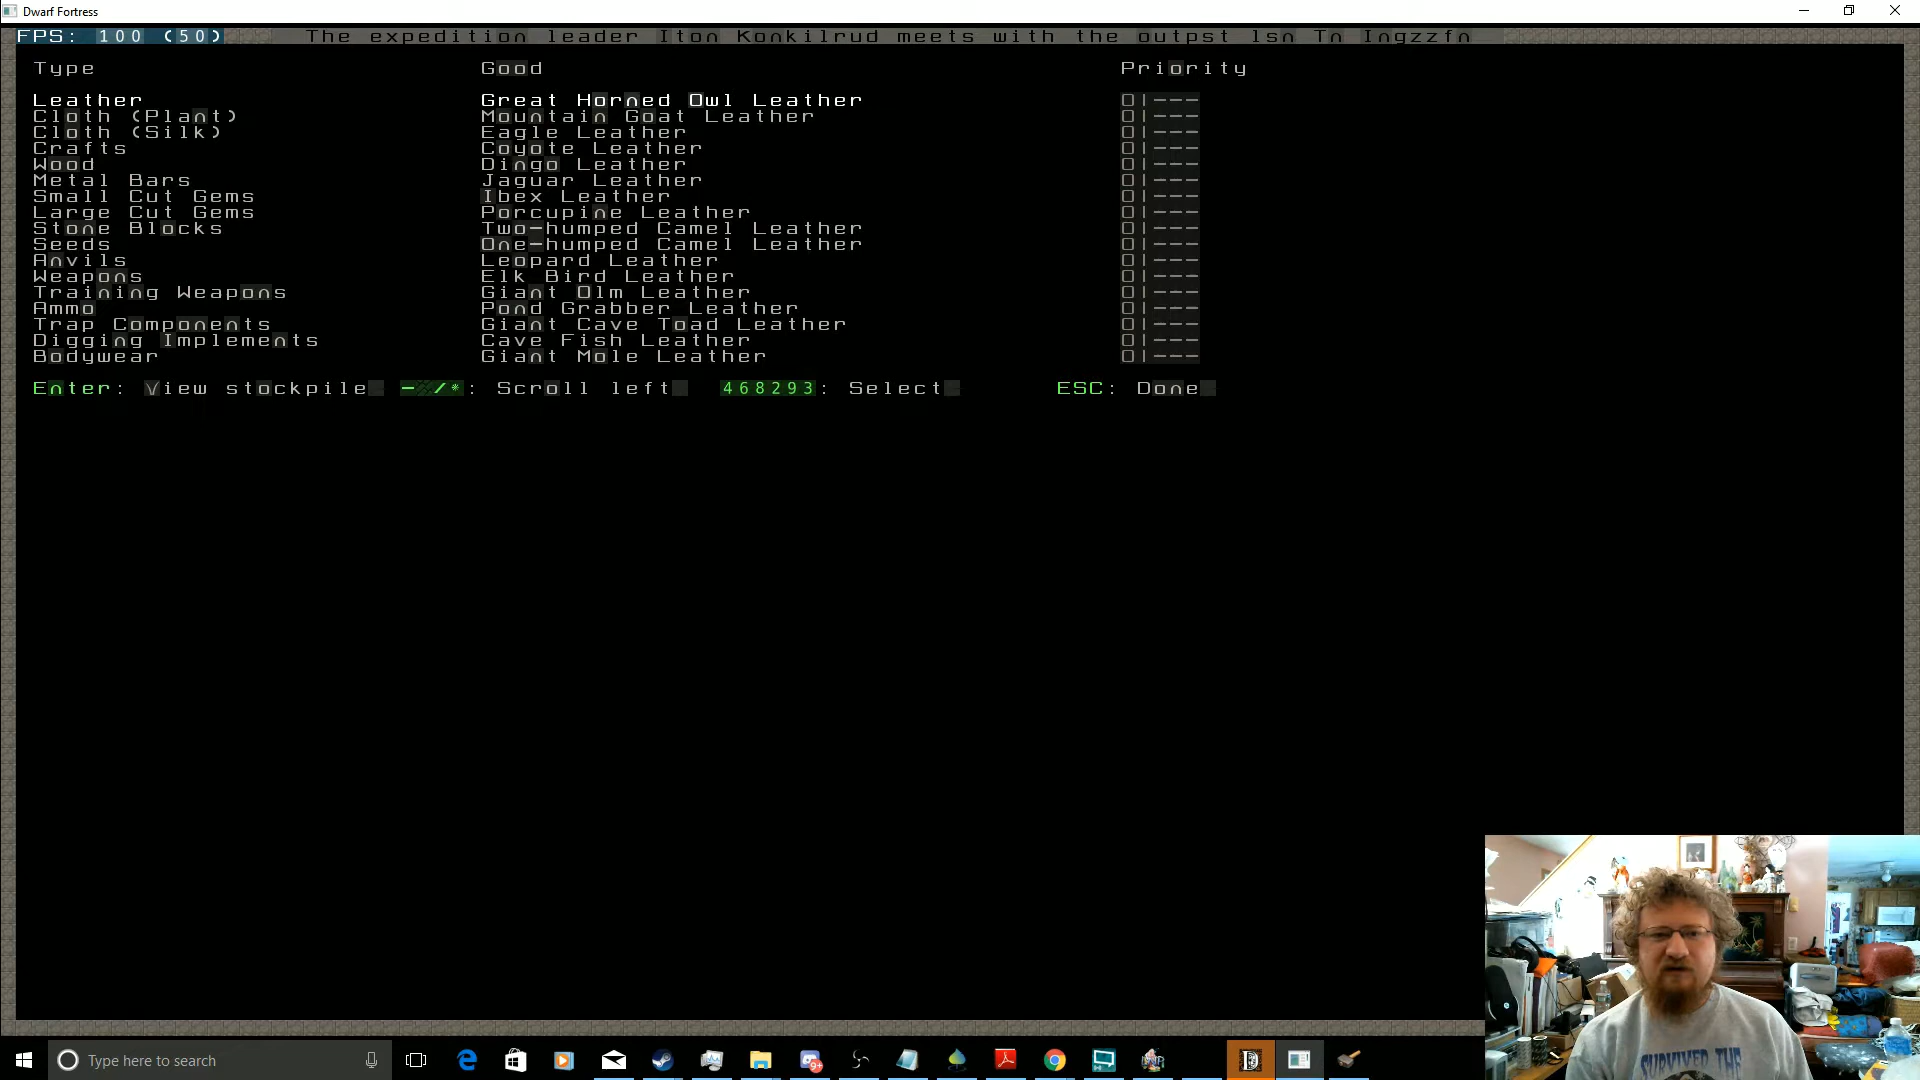 Dwarf Fortress
FPS: 100 (50) The expedition leader Iton Konkilrud meets with the outpst lsn Tn Ingzzfn
Type Good Priority
Leather Great Horned Owl Leather 0|---
Cloth (Plant) Mountain Goat Leather 0|---
Cloth (Silk) Eagle Leather 0|---
Crafts Coyote Leather 0|---
Wood Dingo Leather 0|---
Metal Bars Jaguar Leather 0|---
Small Cut Gems Ibex Leather 0|---
Large Cut Gems Porcupine Leather 0|---
Stone Blocks Two-humped Camel Leather 0|---
Seeds One-humped Camel Leather 0|---
Anvils Leopard Leather 0|---
Weapons Elk Bird Leather 0|---
Training Weapons Giant Olm Leather 0|---
Ammo Pond Grabber Leather 0|---
Trap Components Giant Cave Toad Leather 0|---
Digging Implements Cave Fish Leather 0|---
Bodywear Giant Mole Leather 0|---
Enter: View stockpile -/*: Scroll left 468293: Select ESC: Done
SURVIVED THE
Type here to search
9+